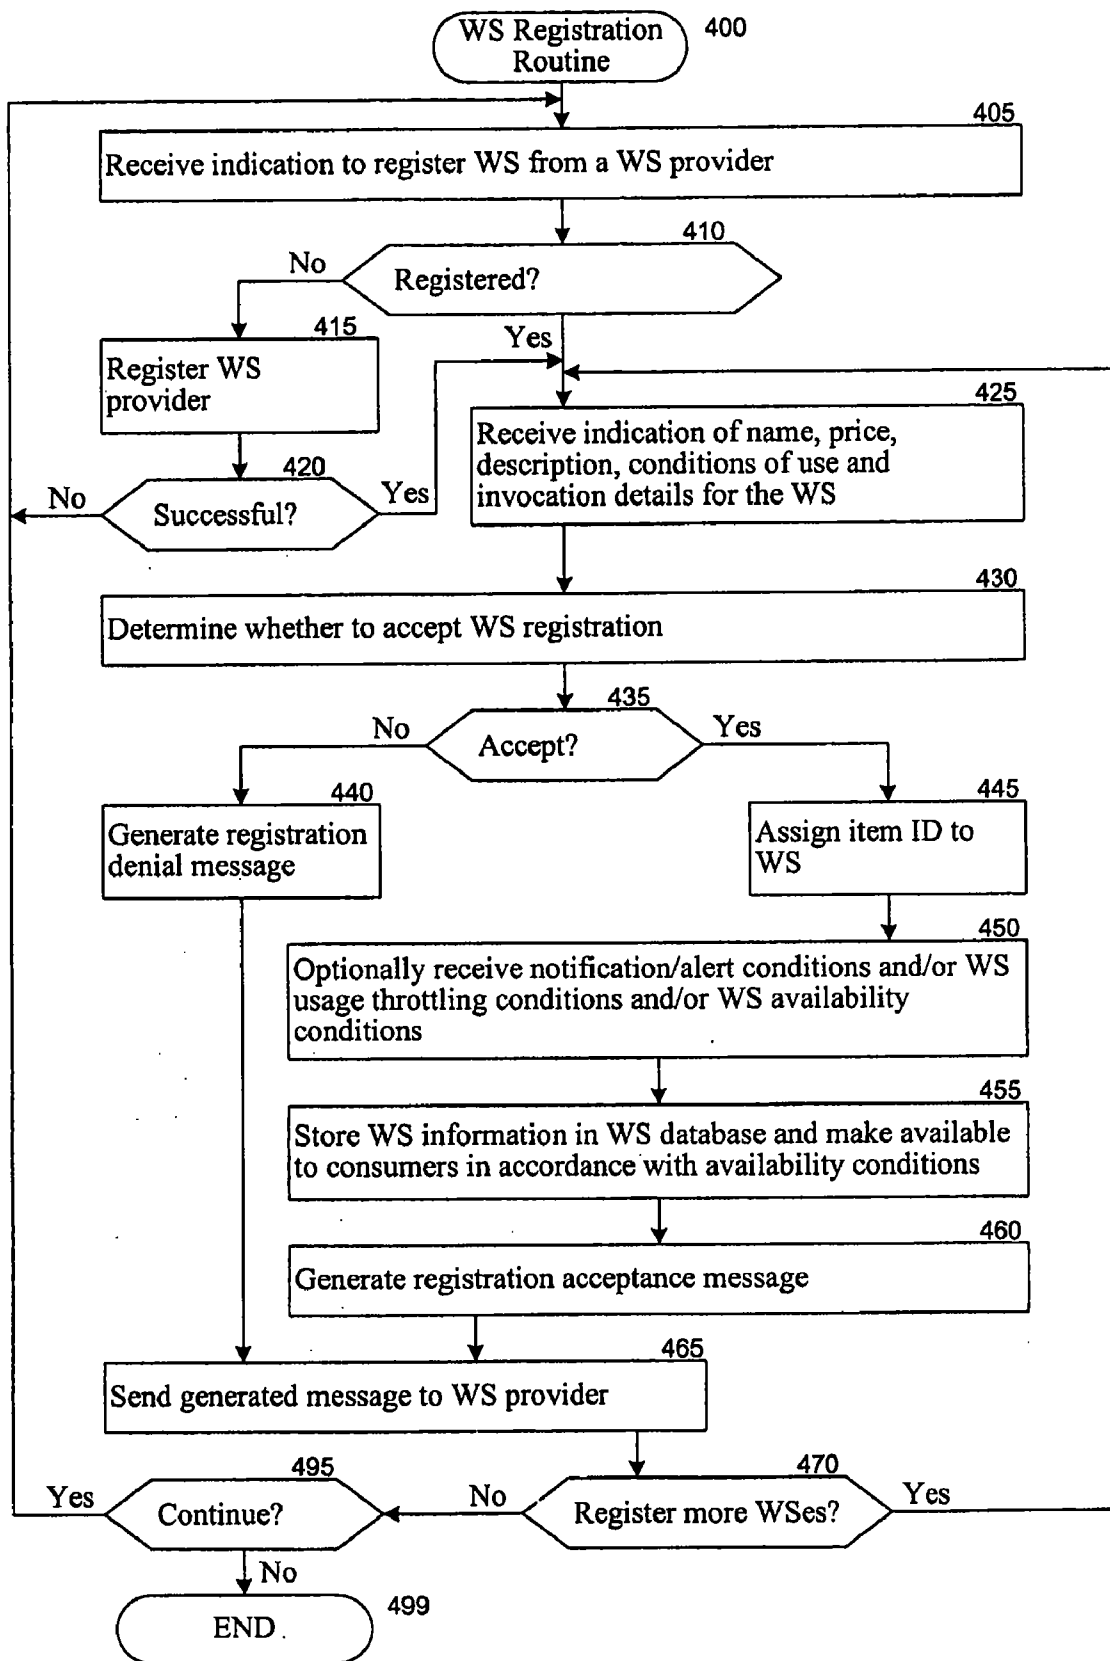 WS Registration
Routine
400
405
Receive indication to register WS from a WS provider
410
No
Registered?
Yes
415
Register WS
provider
425
Receive indication of name, price,
description, conditions of use and
invocation details for the WS
420
No
Successful?
Yes
430
Determine whether to accept WS registration
435
No
Accept?
Yes
440
Generate registration
denial message
445
Assign item ID to
WS
450
Optionally receive notification/alert conditions and/or WS
usage throttling conditions and/or WS availability
conditions
455
Store WS information in WS database and make available
to consumers in accordance with availability conditions
460
Generate registration acceptance message
465
Send generated message to WS provider
495
470
Yes
Continue?
No
Register more WSes?
Yes
No
499
END